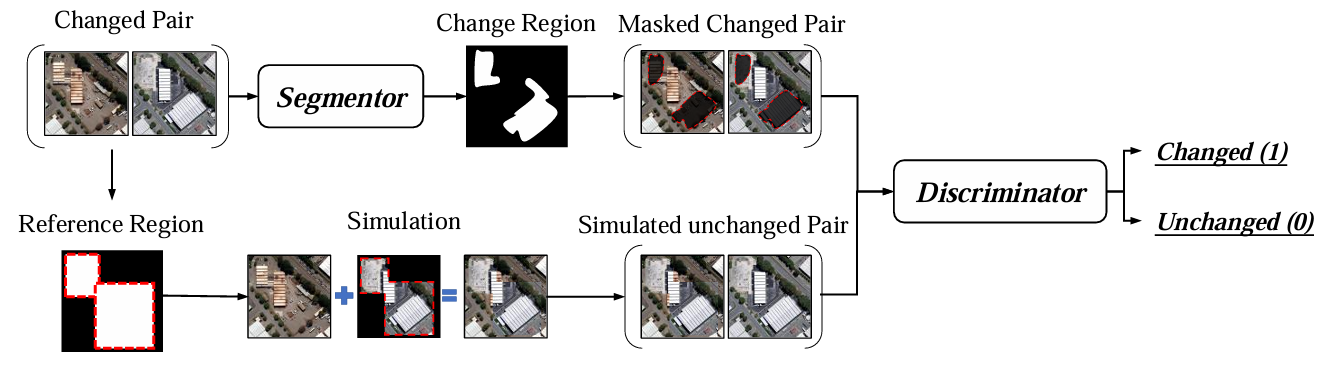 Changed Pair
Change Region
Masked Changed Pair
Segmentor
Changed (1)
Discriminator
Unchanged (0)
Reference Region
Simulation
Simulated unchanged Pair